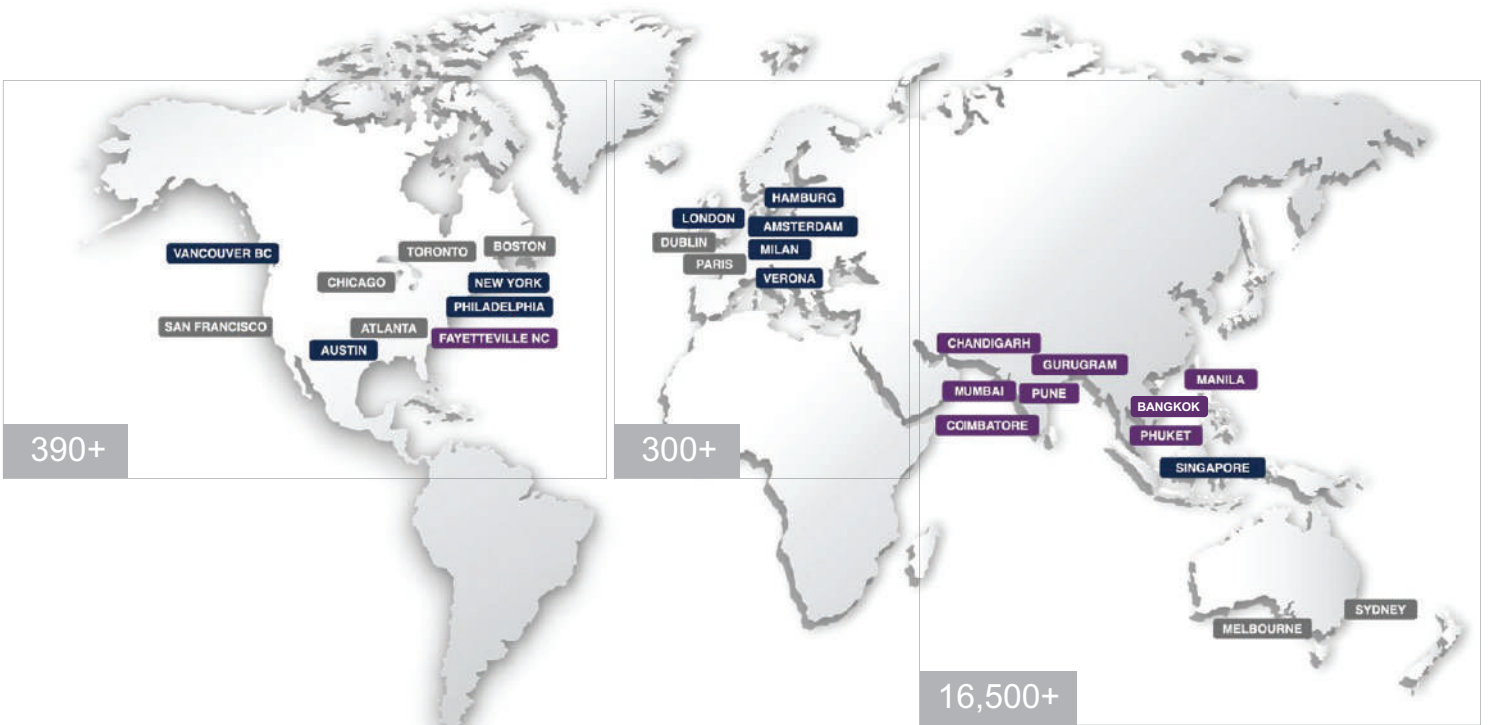 VANCOUVER BC
TORONTO
BOSTON
CHICAGO
NEW YORK
PHILADELPHIA
SAN FRANCISCO
ATLANTA
FAYETTEVILLE NC
AUSTIN
390+
HAMBURG
LONDON
AMSTERDAM
DUBLIN
MILAN
PARIS
VERONA
300+
CHANDIGARH
GURUGRAM
MANILA
MUMBAI
PUNE
BANGKOK
COIMBATORE
PHUKET
SINGAPORE
SYDNEY
MELBOURNE
16,500+